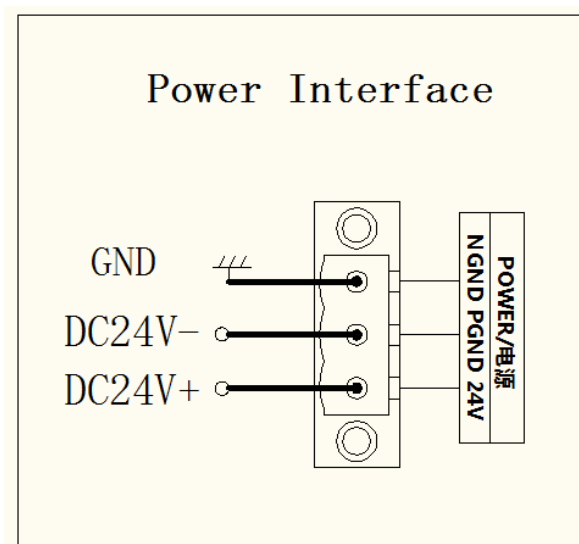 Power Interface
GND
DC24V-
DC24V+
POWER/电源
NGND PGND 24V